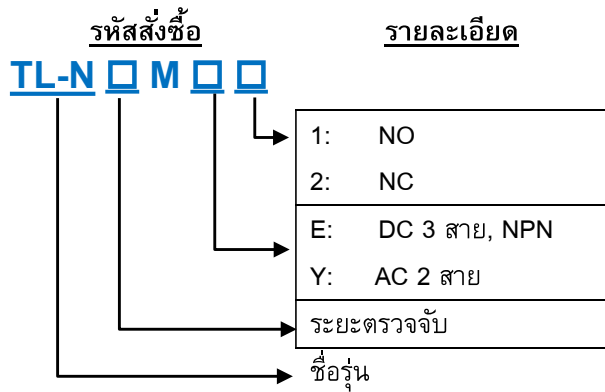 รหัสสั่งซื้อ รายละเอียด
TL-N □ M □ □
1: NO
2: NC
E: DC 3 สาย, NPN
Y: AC 2 สาย
ระยะตรวจจับ
ชื่อรุ่น